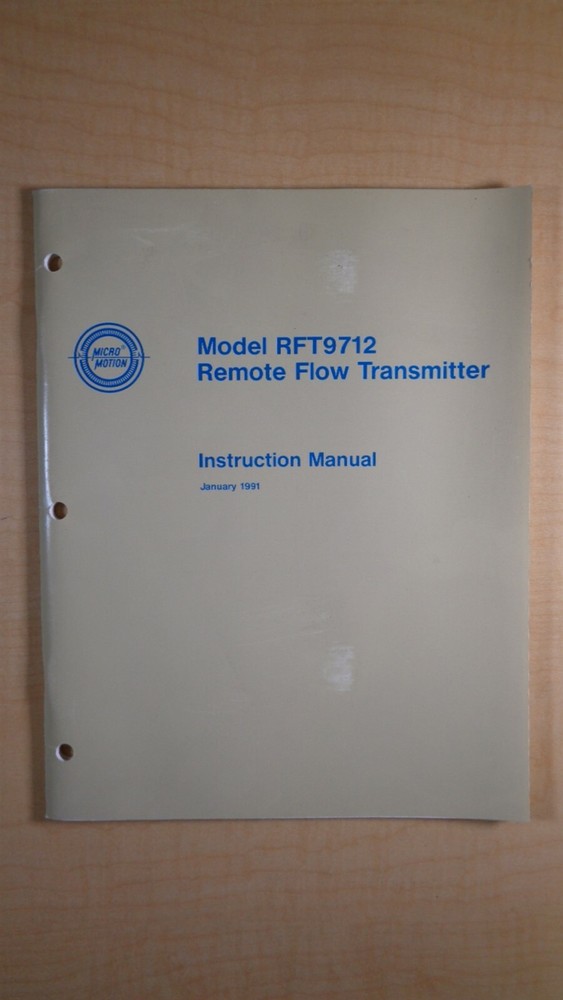 MICRO®
MOTION
Model RFT9712
Remote Flow Transmitter
Instruction Manual
January 1991